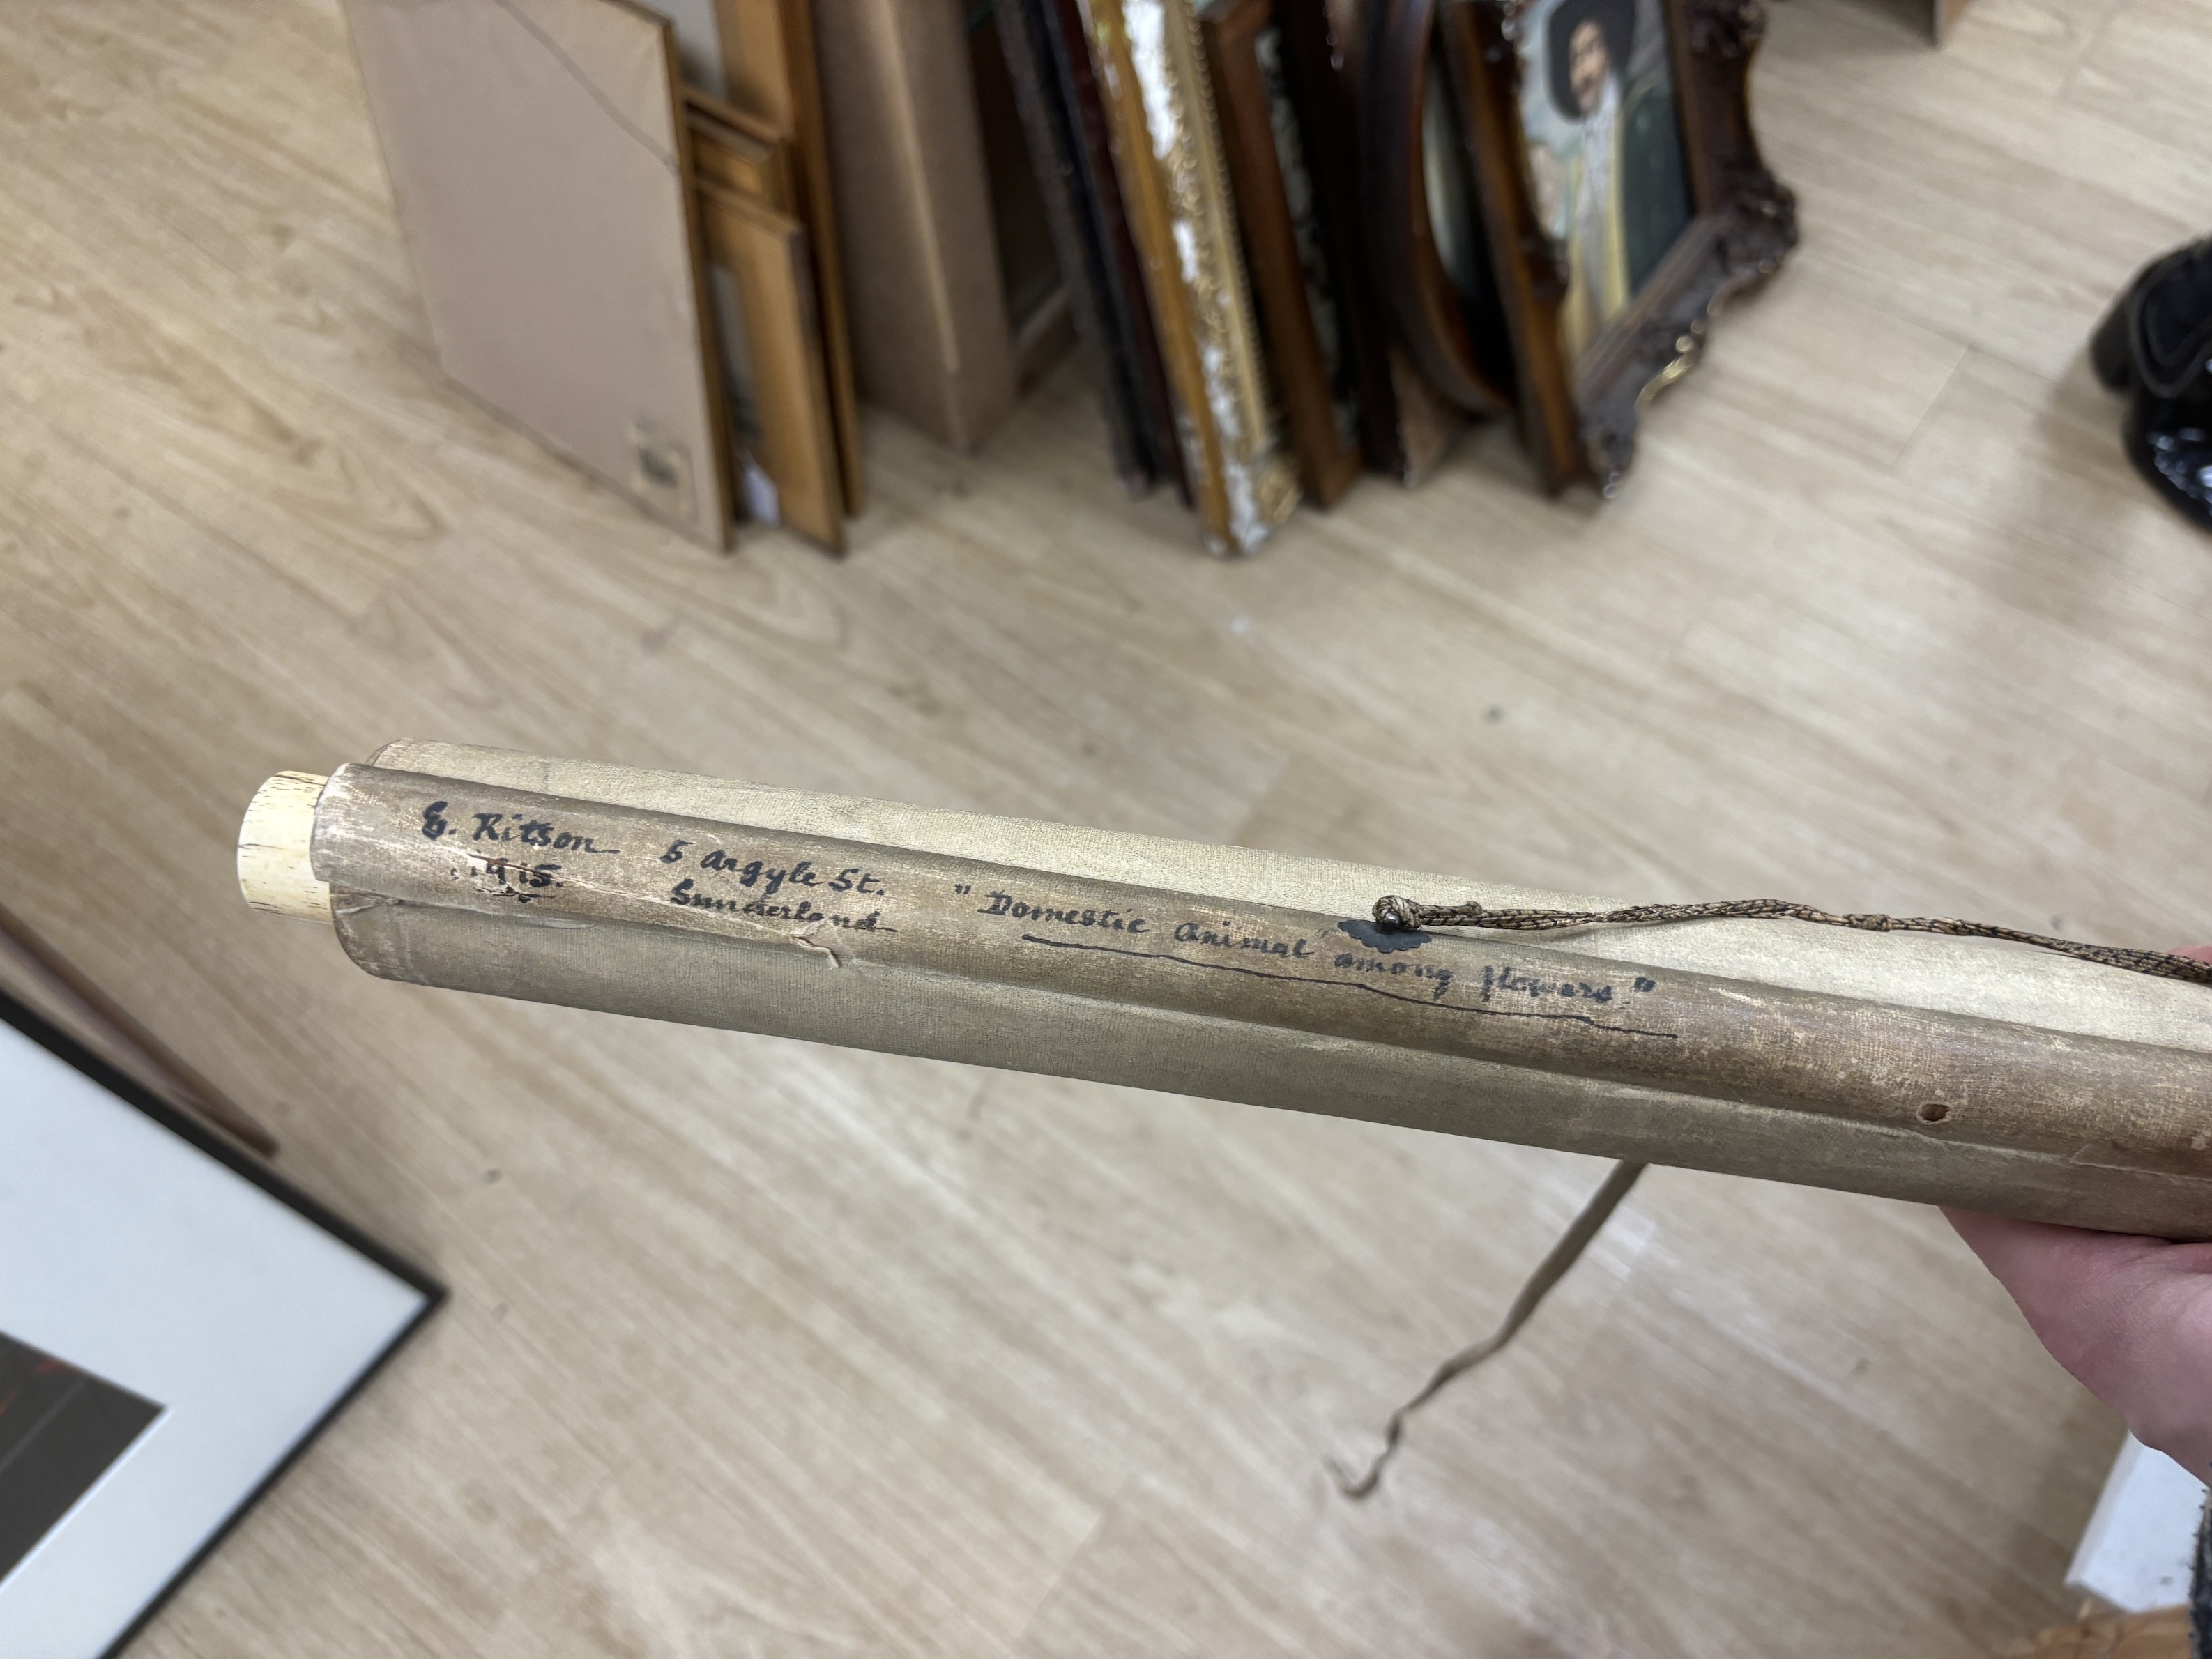 E. Ritson
1915.
5 Argyle St.
Sunderland
"Domestic Animal among flowers."